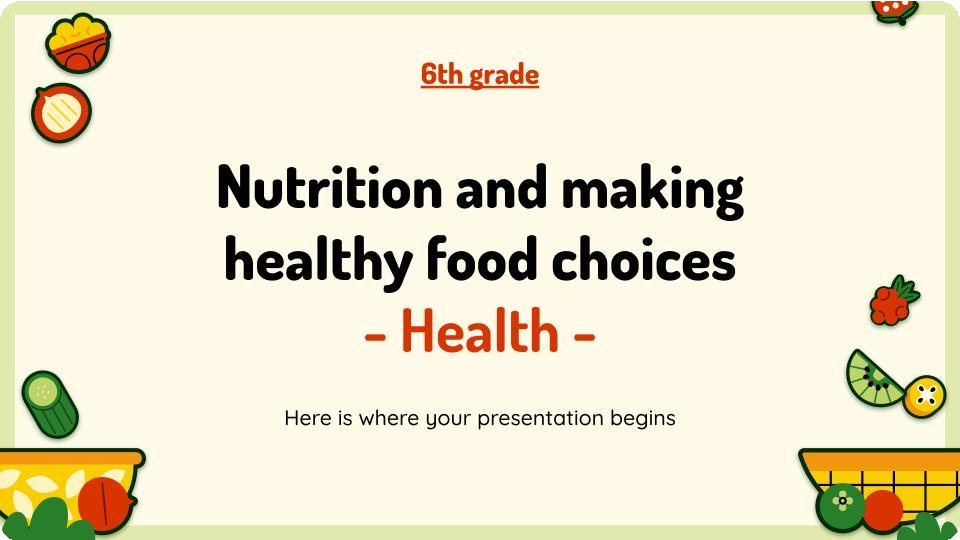 6th grade
Nutrition and making
healthy food choices
- Health -
Here is where your presentation begins